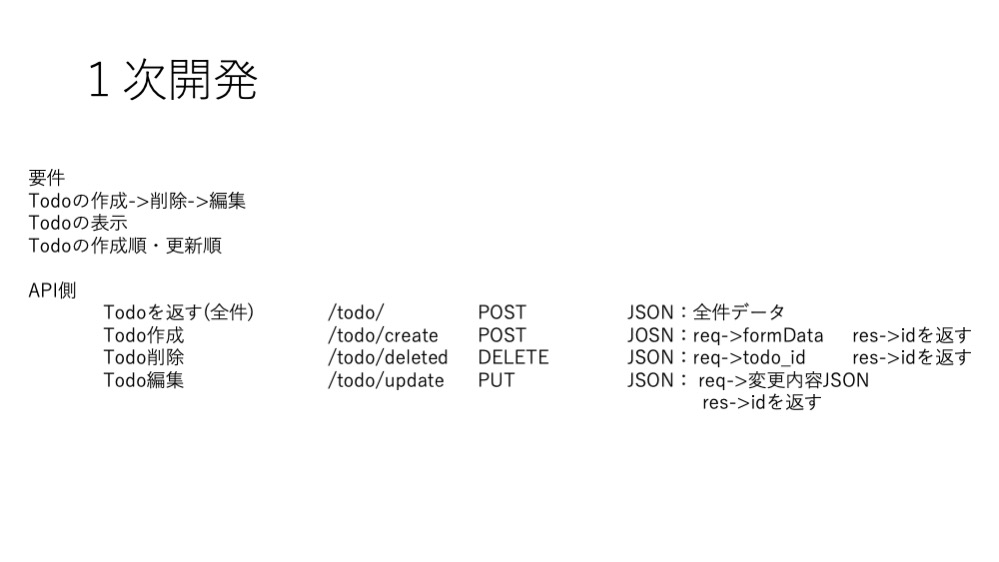 1次開発
要件
Todoの作成->削除->編集
Todoの表示
Todoの作成順・更新順
API側
Todoを返す(全件) /todo/ POST JSON：全件データ
Todo作成 /todo/create POST JOSN：req->formData res->idを返す
Todo削除 /todo/deleted DELETE JSON：req->todo_id res->idを返す
Todo編集 /todo/update PUT JSON： req->変更内容JSON
res->idを返す